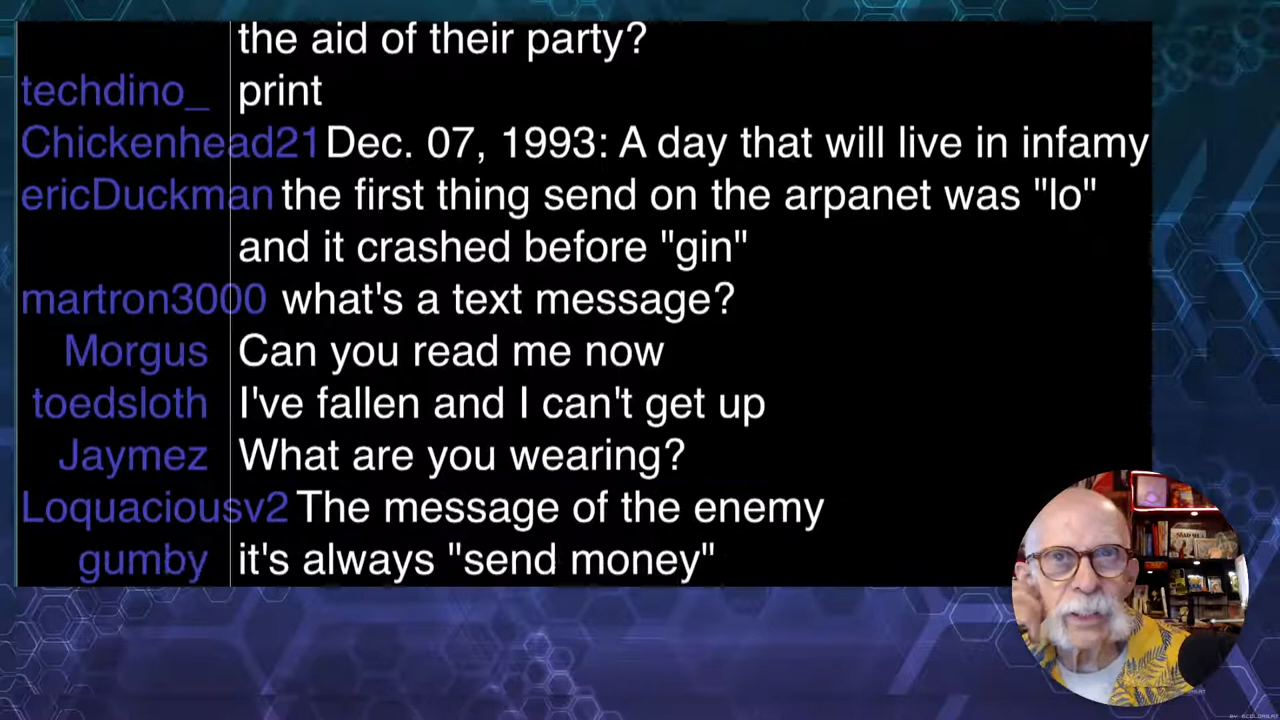 the aid of their party?
techdino_ print
Chickenhead21 Dec. 07, 1993: A day that will live in infamy
ericDuckman the first thing send on the arpanet was "lo"
and it crashed before "gin"
martron3000 what's a text message?
Morgus Can you read me now
toedsloth I've fallen and I can't get up
Jaymez What are you wearing?
Loquaciousv2 The message of the enemy
gumby it's always "send money"